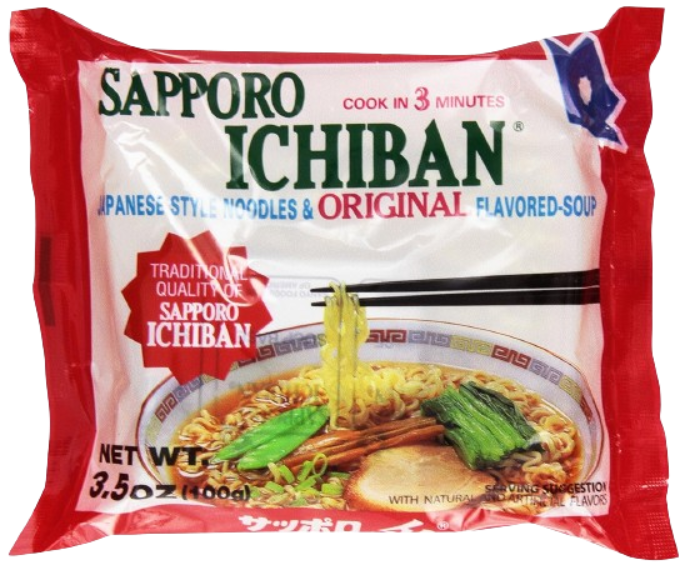 SAPPORO
COOK IN 3 MINUTES
ICHIBAN®
JAPANESE STYLE NOODLES & ORIGINAL FLAVORED-SOUP
TRADITIONAL
QUALITY OF
SAPPORO
ICHIBAN
NET WT.
3.5OZ (100g)
SERVING SUGGESTION
WITH NATURAL AND ARTIFICIAL FLAVORS
サッポロ一